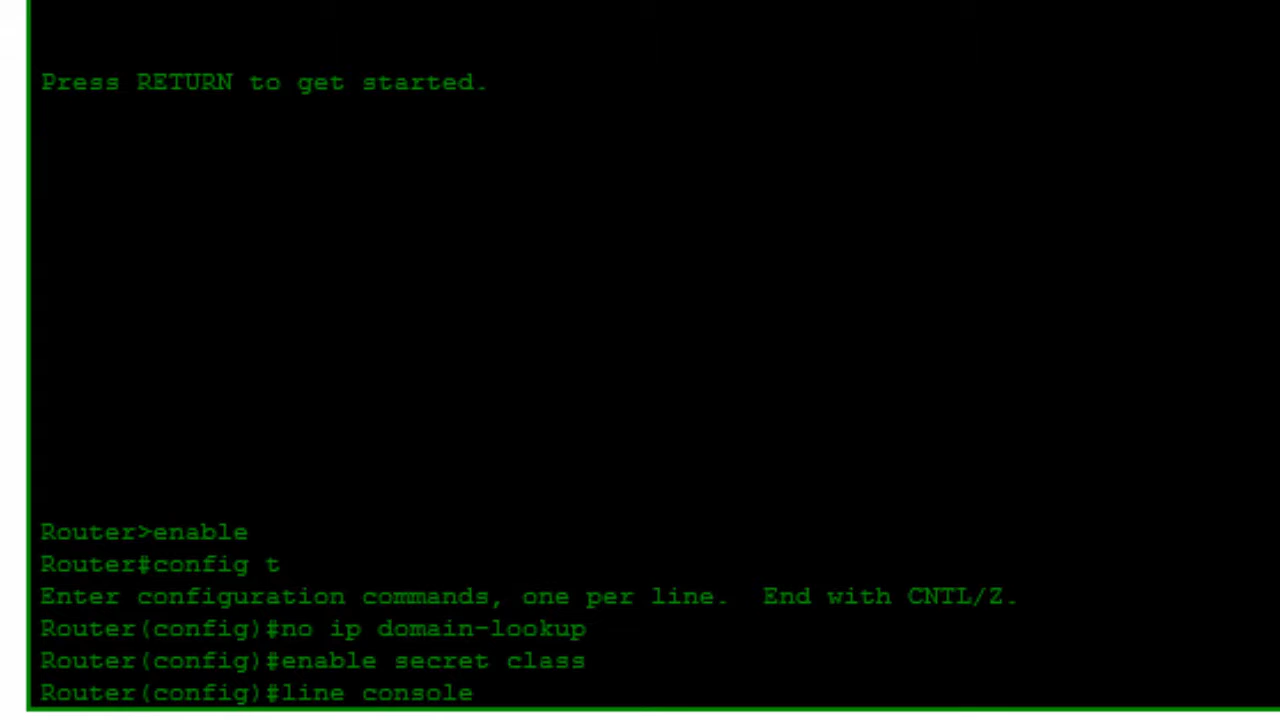 Press RETURN to get started.
Router>enable
Router#config t
Enter configuration commands, one per line.  End with CNTL/Z.
Router(config)#no ip domain-lookup
Router(config)#enable secret class
Router(config)#line console